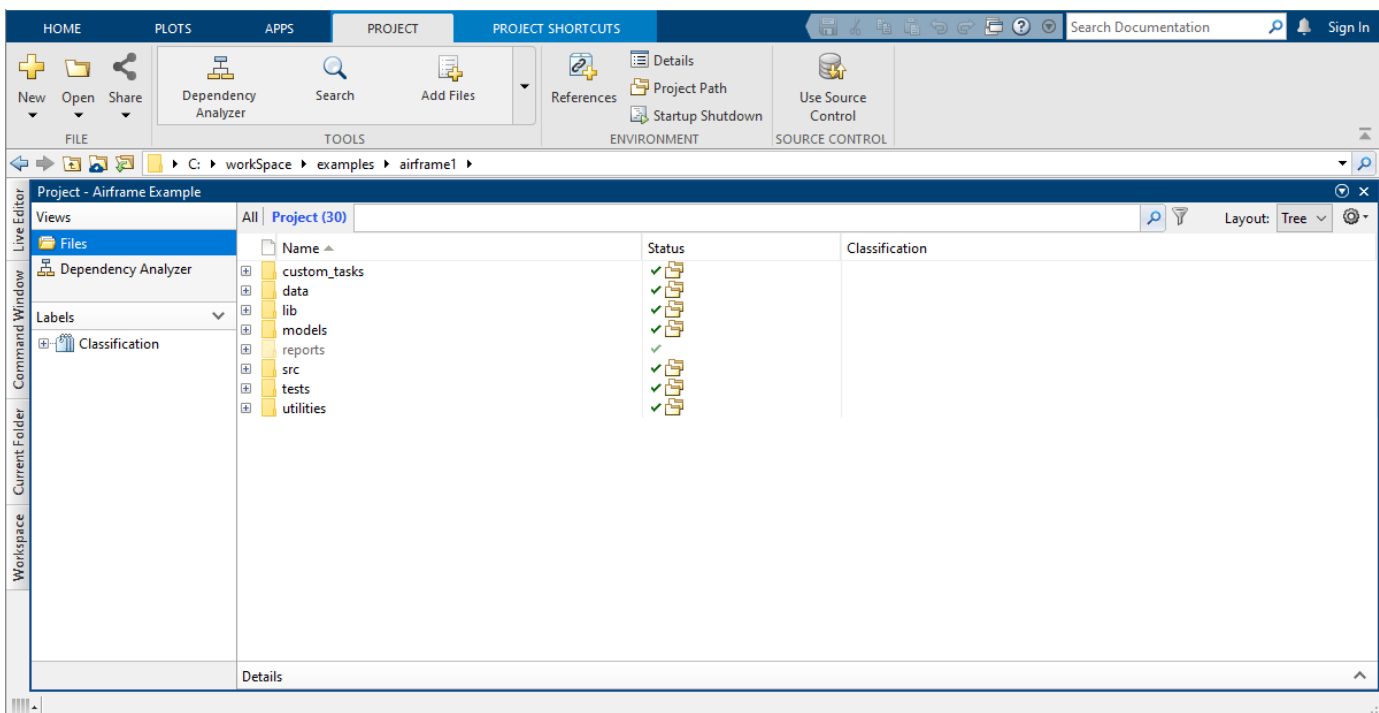 HOME PLOTS APPS PROJECT PROJECT SHORTCUTS Search Documentation Sign In
New Open Share Dependency Analyzer Search Add Files References Details Project Path Startup Shutdown Use Source Control
FILE TOOLS ENVIRONMENT SOURCE CONTROL
C: workSpace examples airframe1
Live Editor
Command Window
Current Folder
Workspace
Project - Airframe Example
Views
Files
Dependency Analyzer
Labels
Classification
All Project (30) Layout: Tree
Name Status Classification
custom_tasks
data
lib
models
reports
src
tests
utilities
Details